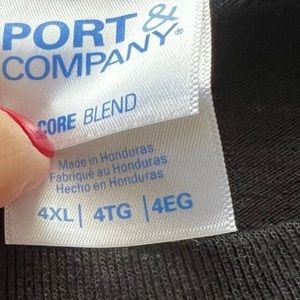 PORT &
COMPANY®
CORE BLEND
Made in Honduras
Fabriqué au Honduras
Hecho en Honduras
4XL | 4TG | 4EG